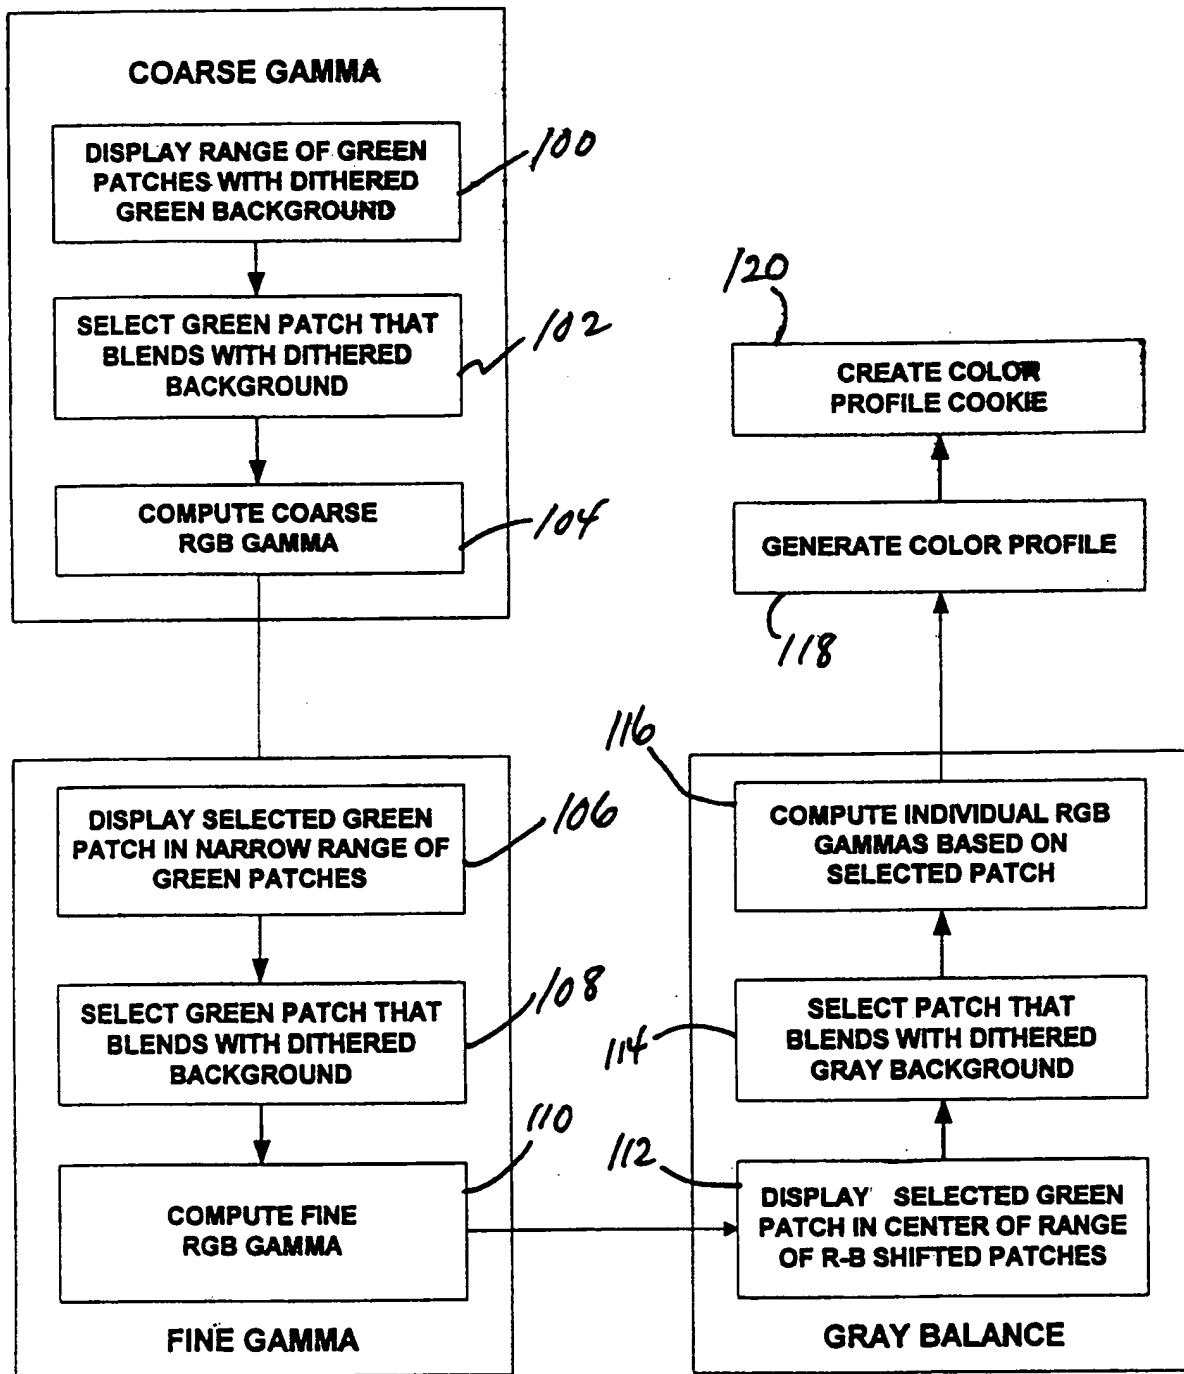 COARSE GAMMA
DISPLAY RANGE OF GREEN
PATCHES WITH DITHERED
GREEN BACKGROUND
100
SELECT GREEN PATCH THAT
BLENDS WITH DITHERED
BACKGROUND
102
COMPUTE COARSE
RGB GAMMA
104
DISPLAY SELECTED GREEN
PATCH IN NARROW RANGE OF
GREEN PATCHES
106
SELECT GREEN PATCH THAT
BLENDS WITH DITHERED
BACKGROUND
108
COMPUTE FINE
RGB GAMMA
110
FINE GAMMA
112
DISPLAY SELECTED GREEN
PATCH IN CENTER OF RANGE
OF R-B SHIFTED PATCHES
114
SELECT PATCH THAT
BLENDS WITH DITHERED
GRAY BACKGROUND
116
COMPUTE INDIVIDUAL RGB
GAMMAS BASED ON
SELECTED PATCH
GRAY BALANCE
118
GENERATE COLOR PROFILE
120
CREATE COLOR
PROFILE COOKIE